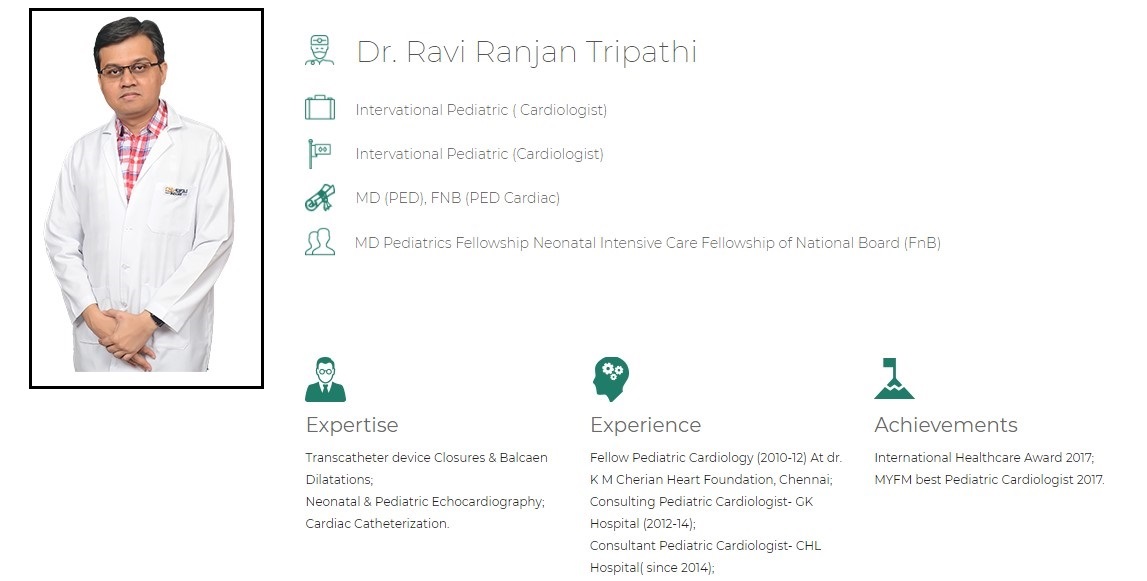 Dr. Ravi Ranjan Tripathi
Intervational Pediatric ( Cardiologist)
Intervational Pediatric (Cardiologist)
MD (PED), FNB (PED Cardiac)
MD Pediatrics Fellowship Neonatal Intensive Care Fellowship of National Board (FnB)
Expertise
Transcatheter device Closures & Balcaen
Dilatations;
Neonatal & Pediatric Echocardiography;
Cardiac Catheterization.
Experience
Fellow Pediatric Cardiology (2010-12) At dr.
K M Cherian Heart Foundation, Chennai;
Consulting Pediatric Cardiologist- GK
Hospital (2012-14);
Consultant Pediatric Cardiologist- CHL
Hospital( since 2014);
Achievements
International Healthcare Award 2017;
MYFM best Pediatric Cardiologist 2017.